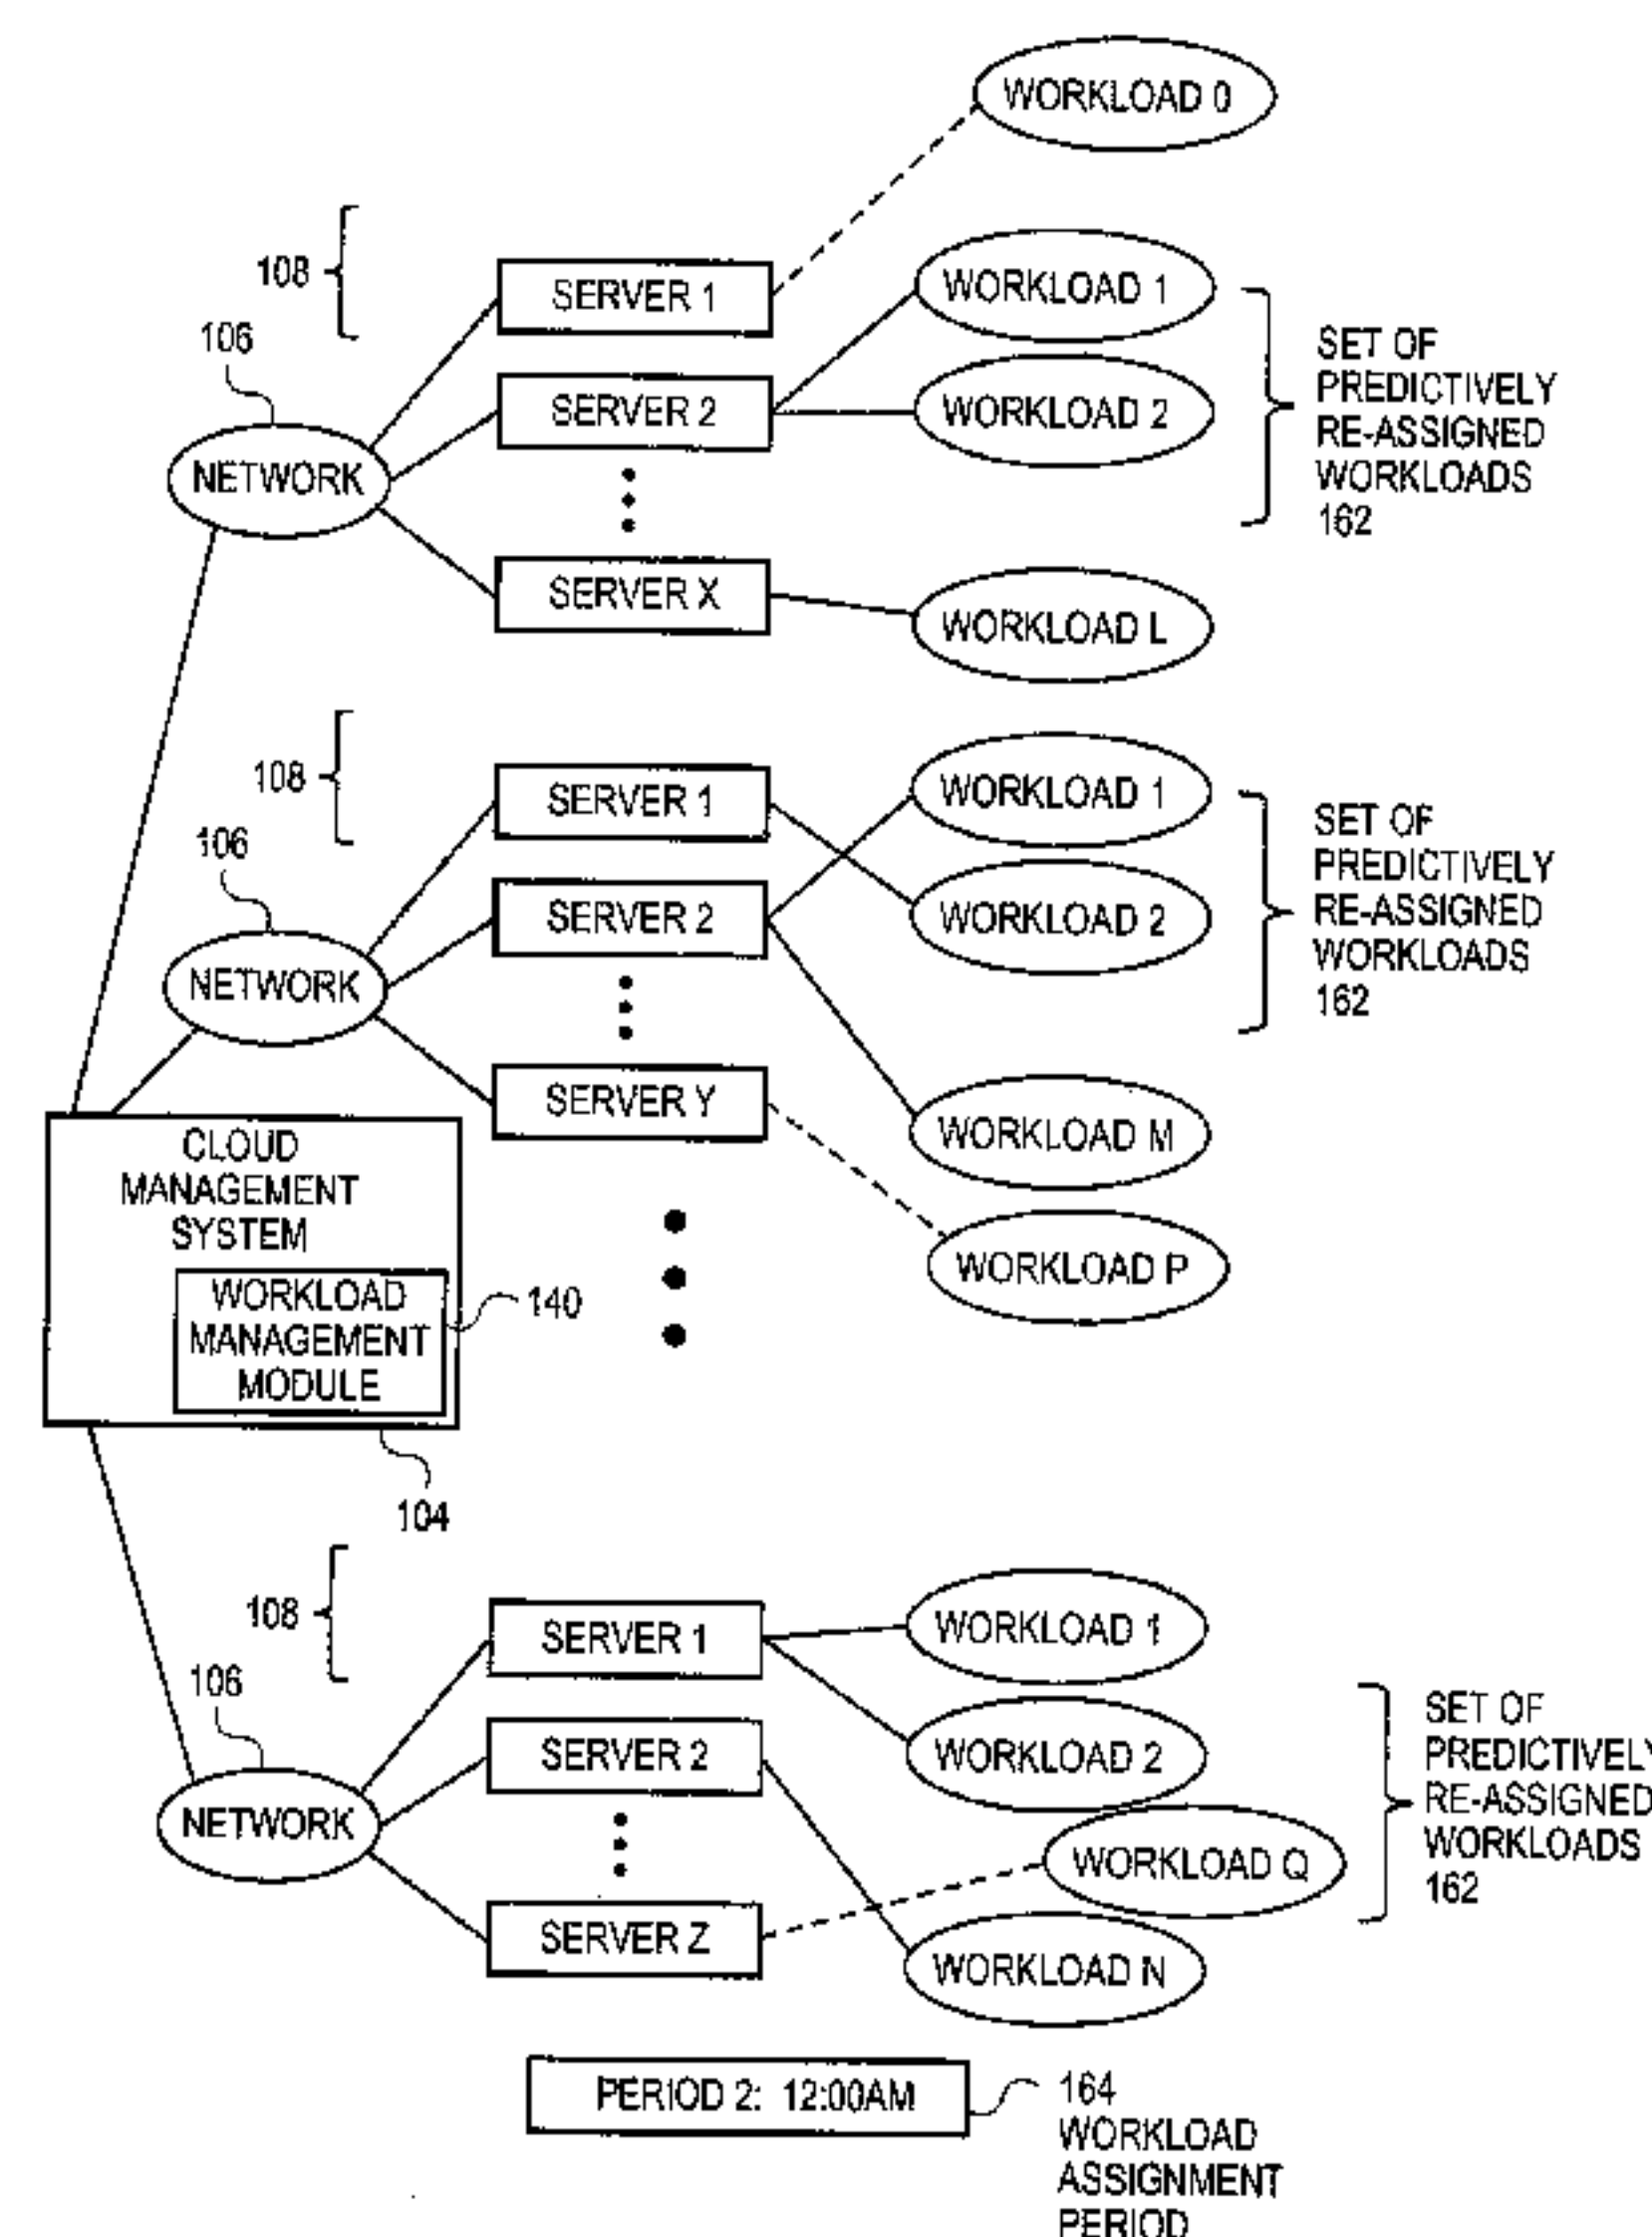 WORKLOAD 0
108
SERVER 1
WORKLOAD 1
SET OF
PREDICTIVELY
RE-ASSIGNED
WORKLOADS
162
106
SERVER 2
WORKLOAD 2
NETWORK
SERVER X
WORKLOAD L
108
SERVER 1
WORKLOAD 1
SET OF
PREDICTIVELY
RE-ASSIGNED
WORKLOADS
162
106
SERVER 2
WORKLOAD 2
NETWORK
SERVER Y
WORKLOAD M
CLOUD
MANAGEMENT
SYSTEM
WORKLOAD P
WORKLOAD
MANAGEMENT
MODULE
140
104
108
SERVER 1
WORKLOAD 1
106
SERVER 2
WORKLOAD 2
SET OF
PREDICTIVELY
RE-ASSIGNED
WORKLOADS
162
NETWORK
WORKLOAD Q
SERVER Z
WORKLOAD N
PERIOD 2: 12:00AM
164
WORKLOAD
ASSIGNMENT
PERIOD